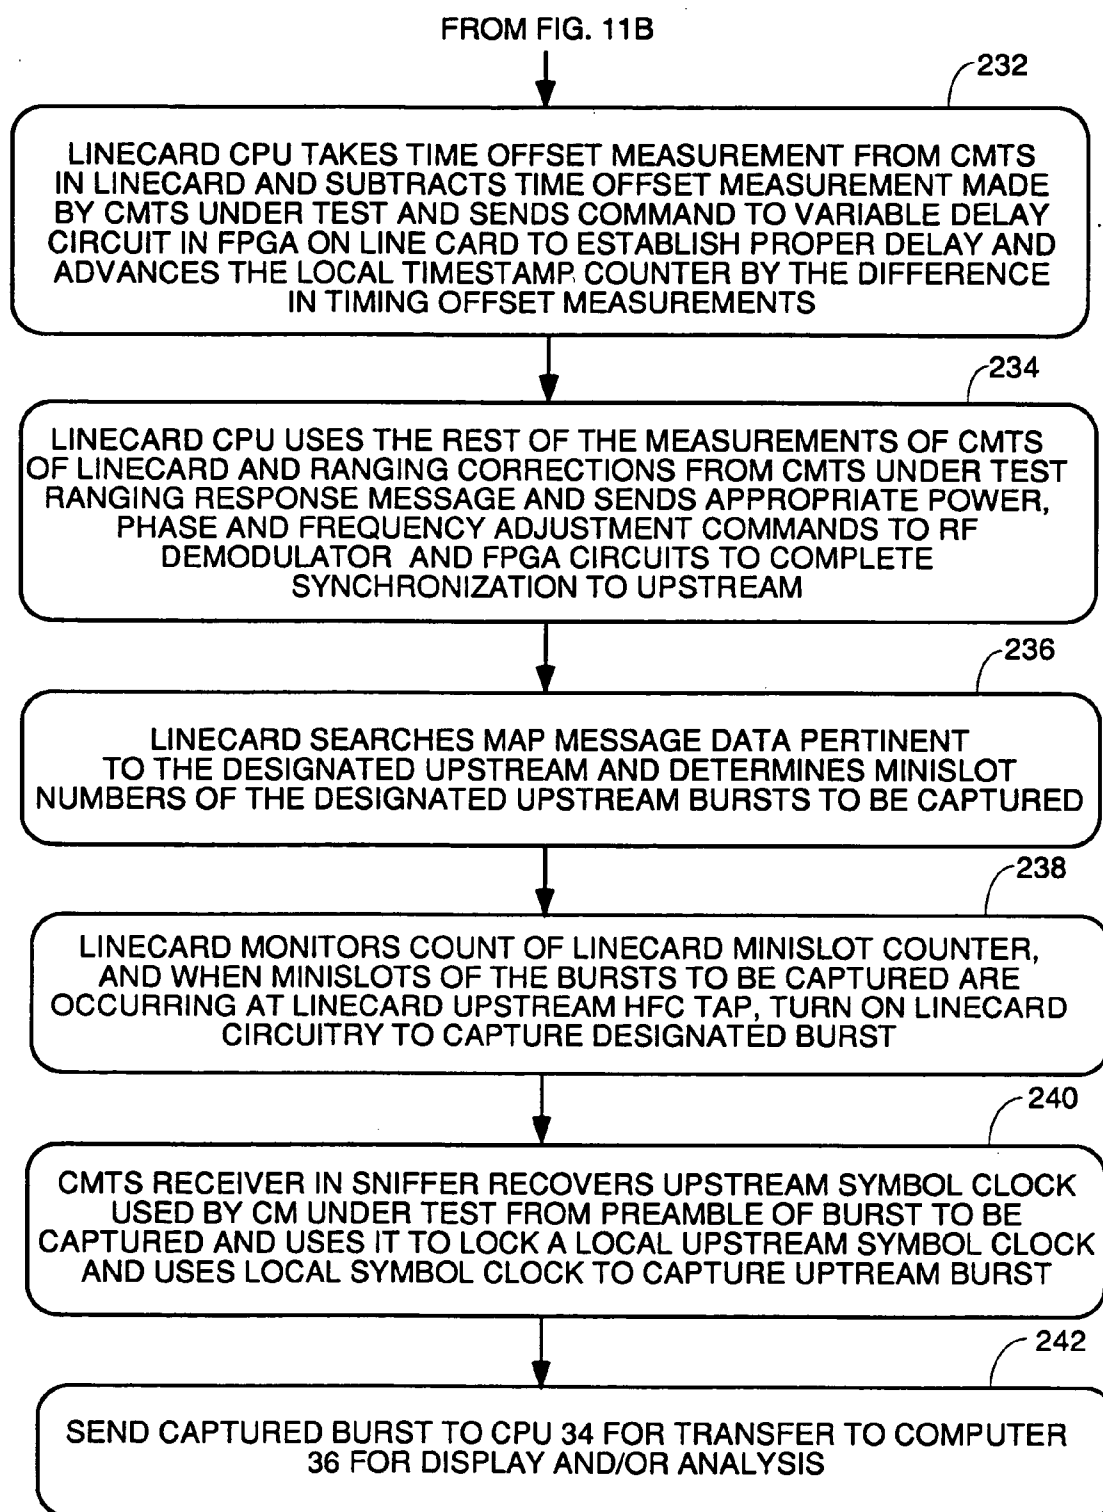 FROM FIG. 11B
232
LINECARD CPU TAKES TIME OFFSET MEASUREMENT FROM CMTS
IN LINECARD AND SUBTRACTS TIME OFFSET MEASUREMENT MADE
BY CMTS UNDER TEST AND SENDS COMMAND TO VARIABLE DELAY
CIRCUIT IN FPGA ON LINE CARD TO ESTABLISH PROPER DELAY AND
ADVANCES THE LOCAL TIMESTAMP COUNTER BY THE DIFFERENCE
IN TIMING OFFSET MEASUREMENTS
234
LINECARD CPU USES THE REST OF THE MEASUREMENTS OF CMTS
OF LINECARD AND RANGING CORRECTIONS FROM CMTS UNDER TEST
RANGING RESPONSE MESSAGE AND SENDS APPROPRIATE POWER,
PHASE AND FREQUENCY ADJUSTMENT COMMANDS TO RF
DEMODULATOR AND FPGA CIRCUITS TO COMPLETE
SYNCHRONIZATION TO UPSTREAM
236
LINECARD SEARCHES MAP MESSAGE DATA PERTINENT
TO THE DESIGNATED UPSTREAM AND DETERMINES MINISLOT
NUMBERS OF THE DESIGNATED UPSTREAM BURSTS TO BE CAPTURED
238
LINECARD MONITORS COUNT OF LINECARD MINISLOT COUNTER,
AND WHEN MINISLOTS OF THE BURSTS TO BE CAPTURED ARE
OCCURRING AT LINECARD UPSTREAM HFC TAP, TURN ON LINECARD
CIRCUITRY TO CAPTURE DESIGNATED BURST
240
CMTS RECEIVER IN SNIFFER RECOVERS UPSTREAM SYMBOL CLOCK
USED BY CM UNDER TEST FROM PREAMBLE OF BURST TO BE
CAPTURED AND USES IT TO LOCK A LOCAL UPSTREAM SYMBOL CLOCK
AND USES LOCAL SYMBOL CLOCK TO CAPTURE UPTREAM BURST
242
SEND CAPTURED BURST TO CPU 34 FOR TRANSFER TO COMPUTER
36 FOR DISPLAY AND/OR ANALYSIS